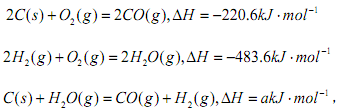 2C(s)+O₂(g)=2CO(g),ΔH=−220.6kJ·mol⁻¹
2H₂(g)+O₂(g)=2H₂O(g),ΔH=−483.6kJ·mol⁻¹
C(s)+H₂O(g)=CO(g)+H₂(g),ΔH=akJ·mol⁻¹,